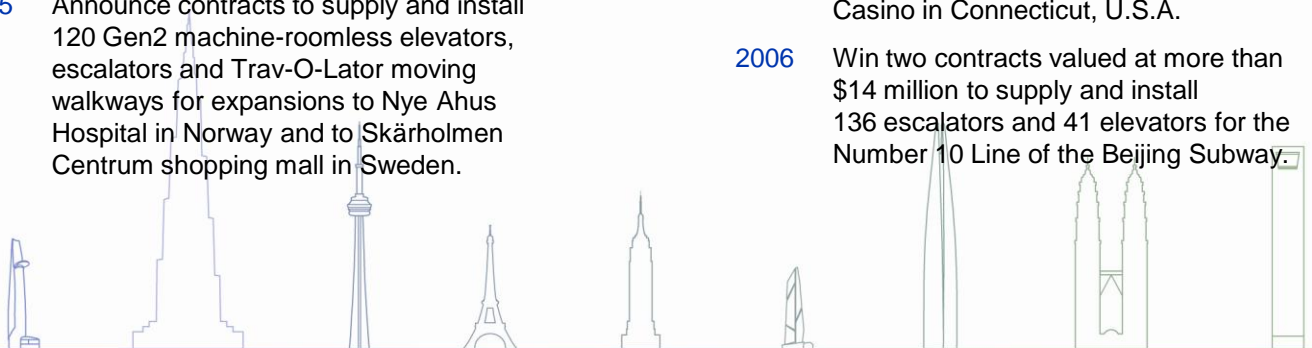 5 Announce contracts to supply and install
120 Gen2 machine-roomless elevators,
escalators and Trav-O-Lator moving
walkways for expansions to Nye Ahus
Hospital in Norway and to Skärholmen
Centrum shopping mall in Sweden.
Casino in Connecticut, U.S.A.
2006 Win two contracts valued at more than
$14 million to supply and install
136 escalators and 41 elevators for the
Number 10 Line of the Beijing Subway.